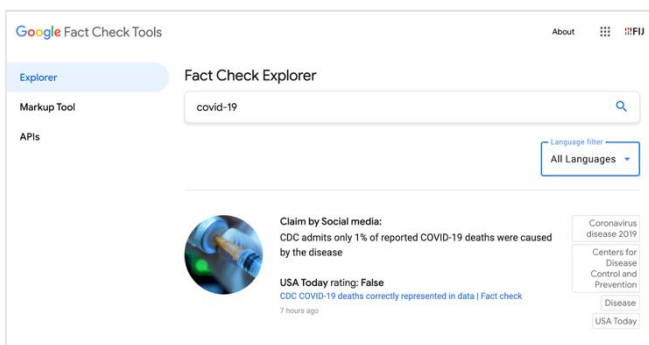 Google Fact Check Tools
About
FIJ
Explorer
Markup Tool
APIs
Fact Check Explorer
covid-19
Language filter
All Languages
Claim by Social media:
CDC admits only 1% of reported COVID-19 deaths were caused
by the disease
USA Today rating: False
CDC COVID-19 deaths correctly represented in data | Fact check
7 hours ago
Coronavirus
disease 2019
Centers for
Disease
Control and
Prevention
Disease
USA Today